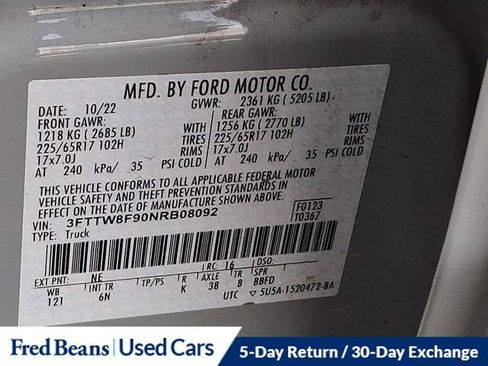 MFD. BY FORD MOTOR CO.
DATE: 10/22 GVWR: 2361 KG ( 5205 LB)
FRONT GAWR: REAR GAWR:
1218 KG ( 2685 LB) WITH 1256 KG ( 2770 LB) WITH
225/65R17 102H TIRES 225/65R17 102H TIRES
17x7.0J RIMS 17x7.0J RIMS
AT 240 kPa/ 35 PSI COLD AT 240 kPa/ 35 PSI COLD
THIS VEHICLE CONFORMS TO ALL APPLICABLE FEDERAL MOTOR
VEHICLE SAFETY AND THEFT PREVENTION STANDARDS IN
EFFECT ON THE DATE OF MANUFACTURE SHOWN ABOVE.
VIN: 3FTTW8F90NRB08092 F0123
TYPE: Truck T0367
EXT PNT: NE RC: 16 DSO:
WB INT TR TP/PS R AXLE TR SPR
121 6N K 3B B BBFD
UTC 5U5A-1520472-BA
Fred Beans Used Cars 5-Day Return / 30-Day Exchange